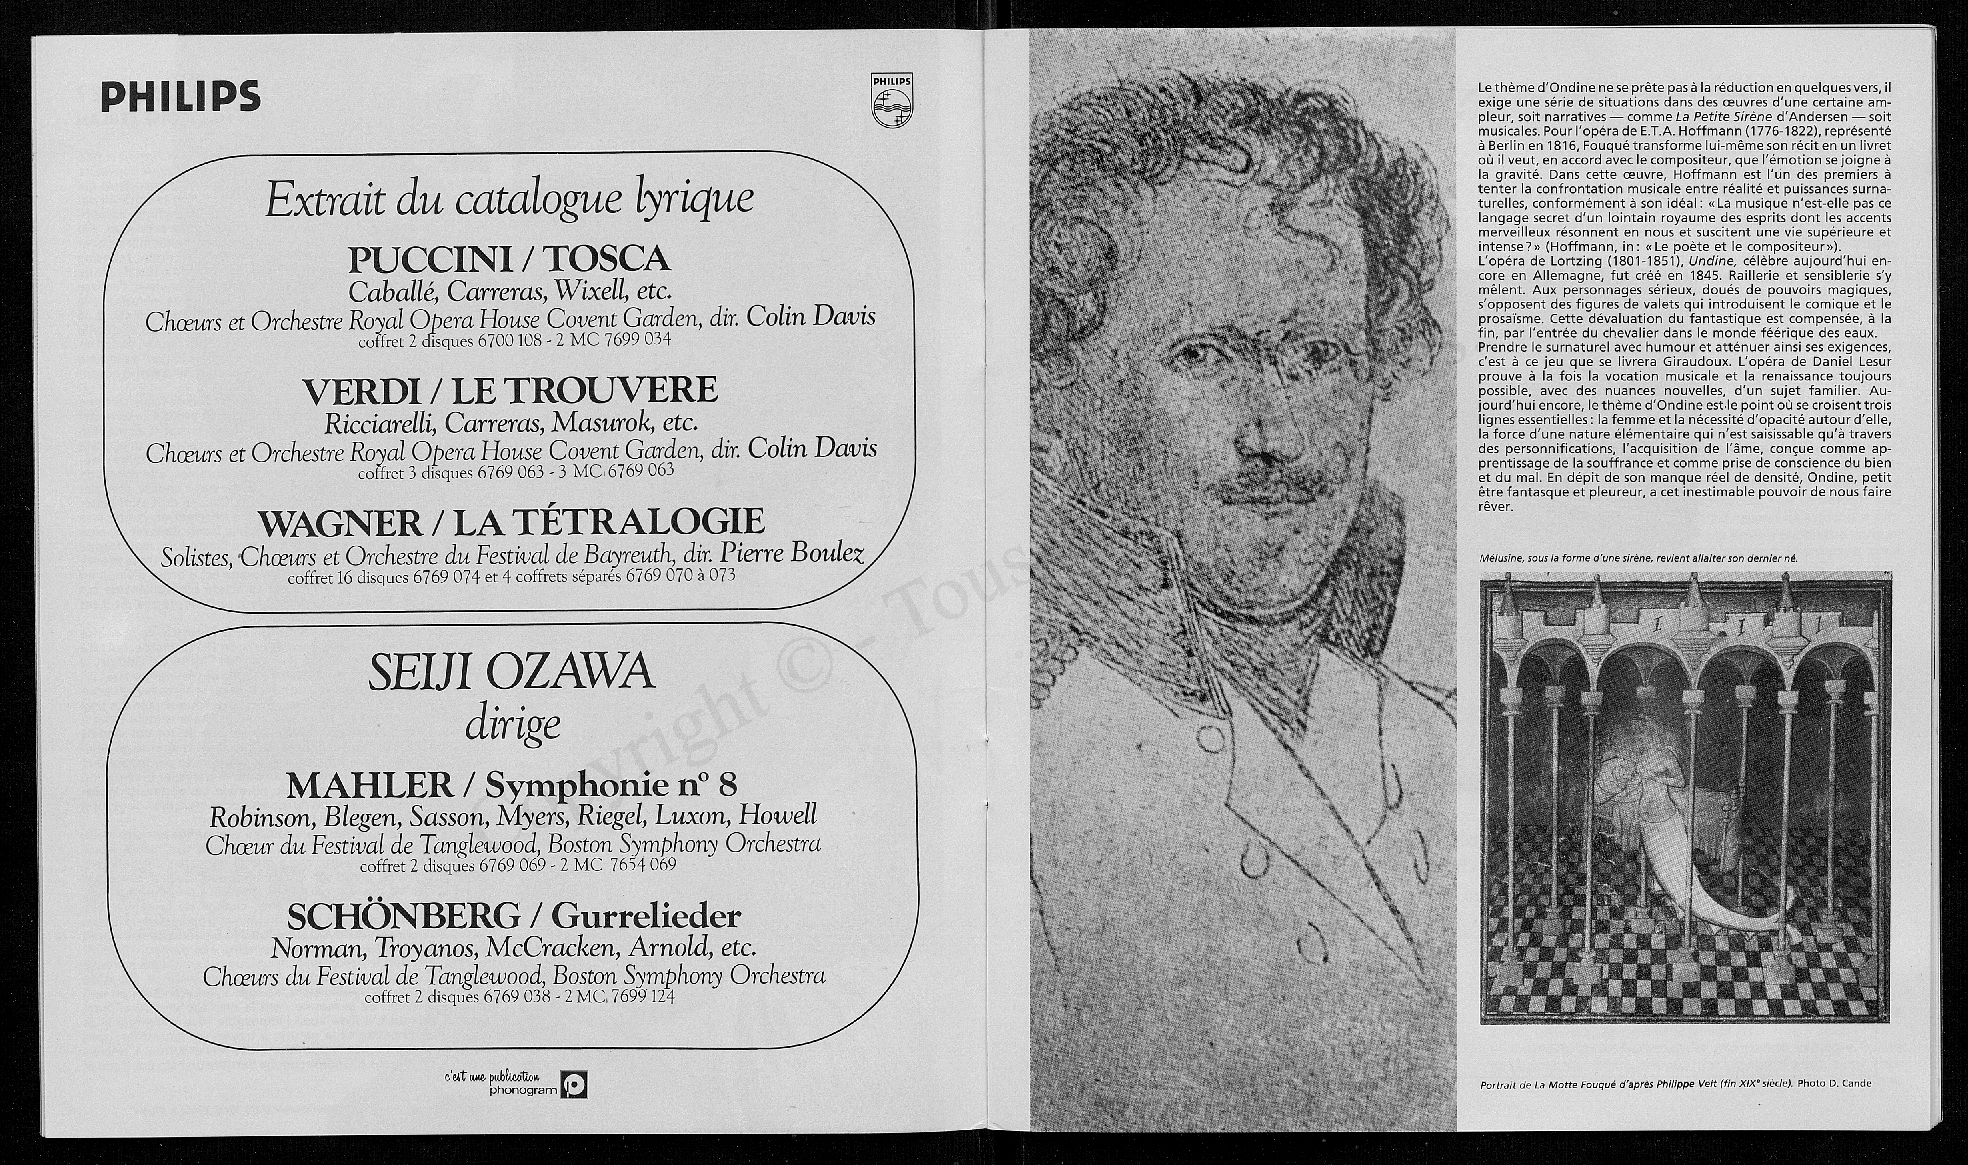 PHILIPS
PHILIPS
Extrait du catalogue lyrique
PUCCINI / TOSCA
Caballé, Carreras, Wixell, etc.
Chœurs et Orchestre Royal Opera House Covent Garden, dir. Colin Davis
coffret 2 disques 6700 108 - 2 MC 7699 034
VERDI / LE TROUVERE
Ricciarelli, Carreras, Masurok, etc.
Chœurs et Orchestre Royal Opera House Covent Garden, dir. Colin Davis
coffret 3 disques 6769 063 - 3 MC 6769 063
WAGNER / LA TÉTRALOGIE
Solistes, Chœurs et Orchestre du Festival de Bayreuth, dir. Pierre Boulez
coffret 16 disques 6769 074 et 4 coffrets séparés 6769 070 à 073
SEIJI OZAWA
dirige
MAHLER / Symphonie nº 8
Robinson, Blegen, Sasson, Myers, Riegel, Luxon, Howell
Chœur du Festival de Tanglewood, Boston Symphony Orchestra
coffret 2 disques 6769 069 - 2 MC 7654 069
SCHÖNBERG / Gurrelieder
Norman, Troyanos, McCracken, Arnold, etc.
Chœurs du Festival de Tanglewood, Boston Symphony Orchestra
coffret 2 disques 6769 038 - 2 MC 7699 124
c'est une publication
phonogram
Copyright © - Tous
Le thème d'Ondine ne se prête pas à la réduction en quelques vers, il
exige une série de situations dans des œuvres d'une certaine am-
pleur, soit narratives — comme La Petite Sirène d'Andersen — soit
musicales. Pour l'opéra de E.T.A. Hoffmann (1776-1822), représenté
à Berlin en 1816, Fouqué transforme lui-même son récit en un livret
où il veut, en accord avec le compositeur, que l'émotion se joigne à
la gravité. Dans cette œuvre, Hoffmann est l'un des premiers à
tenter la confrontation musicale entre réalité et puissances surna-
turelles, conformément à son idéal : « La musique n'est-elle pas ce
langage secret d'un lointain royaume des esprits dont les accents
merveilleux résonnent en nous et suscitent une vie supérieure et
intense ? » (Hoffmann, in : « Le poète et le compositeur »).
L'opéra de Lortzing (1801-1851), Undine, célèbre aujourd'hui en-
core en Allemagne, fut créé en 1845. Raillerie et sensiblerie s'y
mêlent. Aux personnages sérieux, doués de pouvoirs magiques,
s'opposent des figures de valets qui introduisent le comique et le
prosaïsme. Cette dévaluation du fantastique est compensée, à la
fin, par l'entrée du chevalier dans le monde féérique des eaux.
Prendre le surnaturel avec humour et atténuer ainsi ses exigences,
c'est à ce jeu que se livrera Giraudoux. L'opéra de Daniel Lesur
prouve à la fois la vocation musicale et la renaissance toujours
possible, avec des nuances nouvelles, d'un sujet familier. Au-
jourd'hui encore, le thème d'Ondine est le point où se croisent trois
lignes essentielles : la femme et la nécessité d'opacité autour d'elle,
la force d'une nature élémentaire qui n'est saisissable qu'à travers
des personnifications, l'acquisition de l'âme, conçue comme ap-
prentissage de la souffrance et comme prise de conscience du bien
et du mal. En dépit de son manque réel de densité, Ondine, petit
être fantasque et pleureur, a cet inestimable pouvoir de nous faire
rêver.
Mélusine, sous la forme d'une sirène, revient allaiter son dernier né.
Portrait de La Motte Fouqué d'après Philippe Veit (fin XIXe siècle). Photo D. Cande